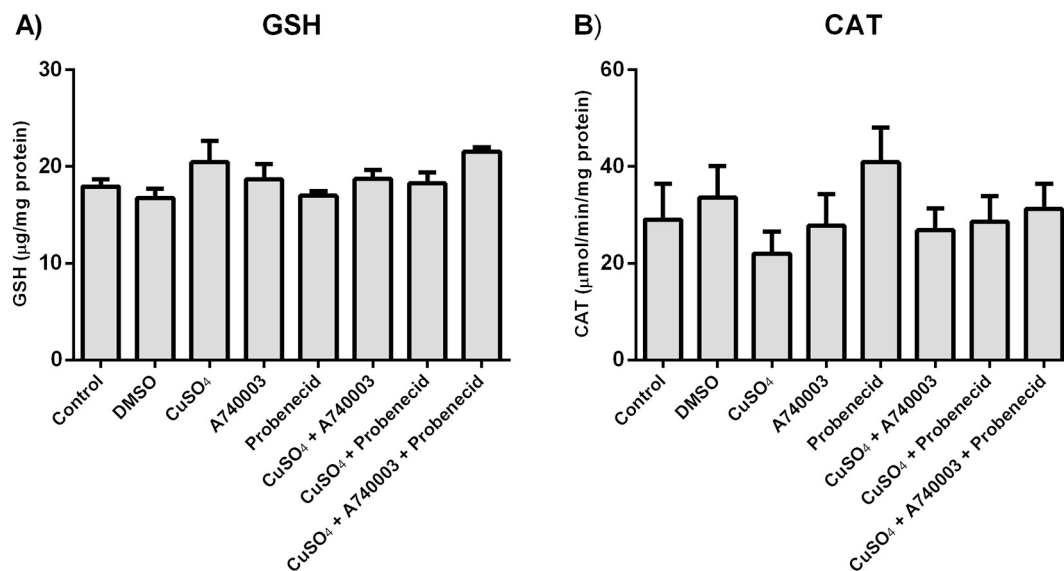 A) GSH
GSH (μg/mg protein)
30
20
10
0
Control
DMSO
CuSO₄
A740003
Probenecid
CuSO₄ + A740003
CuSO₄ + Probenecid
CuSO₄ + A740003 + Probenecid
B) CAT
CAT (μmol/min/mg protein)
60
40
20
0
Control
DMSO
CuSO₄
A740003
Probenecid
CuSO₄ + A740003
CuSO₄ + Probenecid
CuSO₄ + A740003 + Probenecid